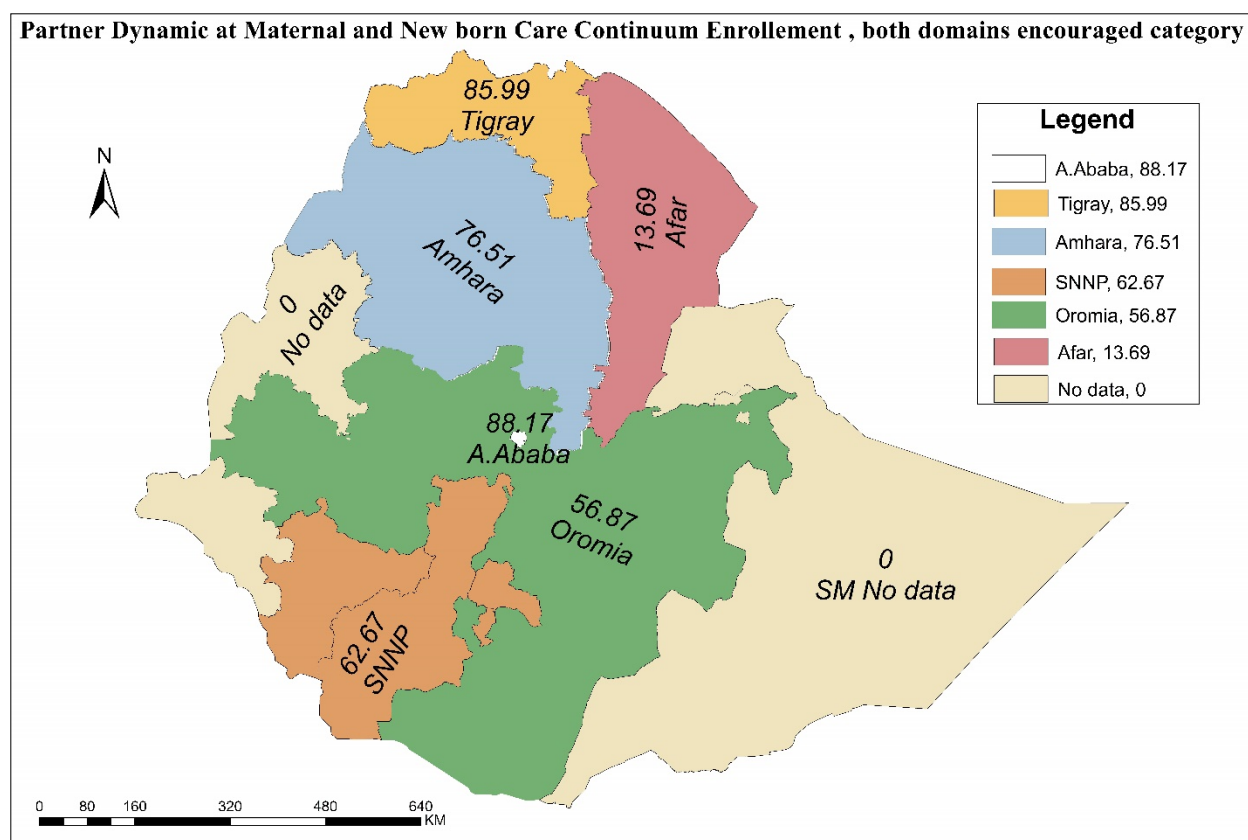 Partner Dynamic at Maternal and New born Care Continuum Enrollement , both domains encouraged category
N
85.99
Tigray
13.69
Afar
76.51
Amhara
0
No data
88.17
A.Ababa
56.87
Oromia
0
SM No data
62.67
SNNP
Legend
A.Ababa, 88.17
Tigray, 85.99
Amhara, 76.51
SNNP, 62.67
Oromia, 56.87
Afar, 13.69
No data, 0
0 80 160 320 480 640
KM